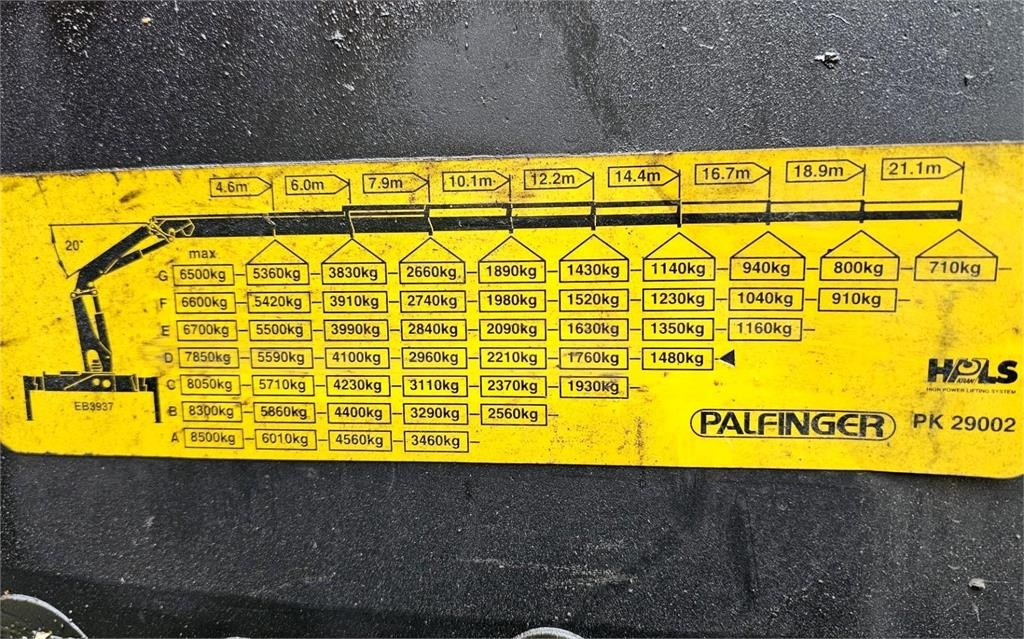 4.6m 6.0m 7.9m 10.1m 12.2m 14.4m 16.7m 18.9m 21.1m
20°
max
G 6500kg 5360kg 3830kg 2660kg 1890kg 1430kg 1140kg 940kg 800kg 710kg
F 6600kg 5420kg 3910kg 2740kg 1980kg 1520kg 1230kg 1040kg 910kg
E 6700kg 5500kg 3990kg 2840kg 2090kg 1630kg 1350kg 1160kg
D 7850kg 5590kg 4100kg 2960kg 2210kg 1760kg 1480kg
C 8050kg 5710kg 4230kg 3110kg 2370kg 1930kg
B 8300kg 5860kg 4400kg 3290kg 2560kg
A 8500kg 6010kg 4560kg 3460kg
EB3937
HPLS
KRAN
HIGH POWER LIFTING SYSTEM
PALFINGER PK 29002